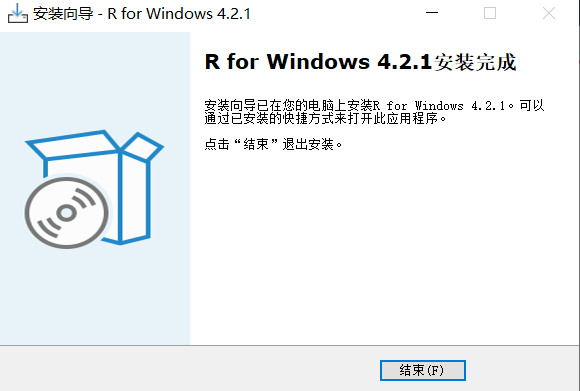 安装向导 - R for Windows 4.2.1
R for Windows 4.2.1安装完成
安装向导已在您的电脑上安装R for Windows 4.2.1。可以
通过已安装的快捷方式来打开此应用程序。
点击“结束”退出安装。
结束(F)